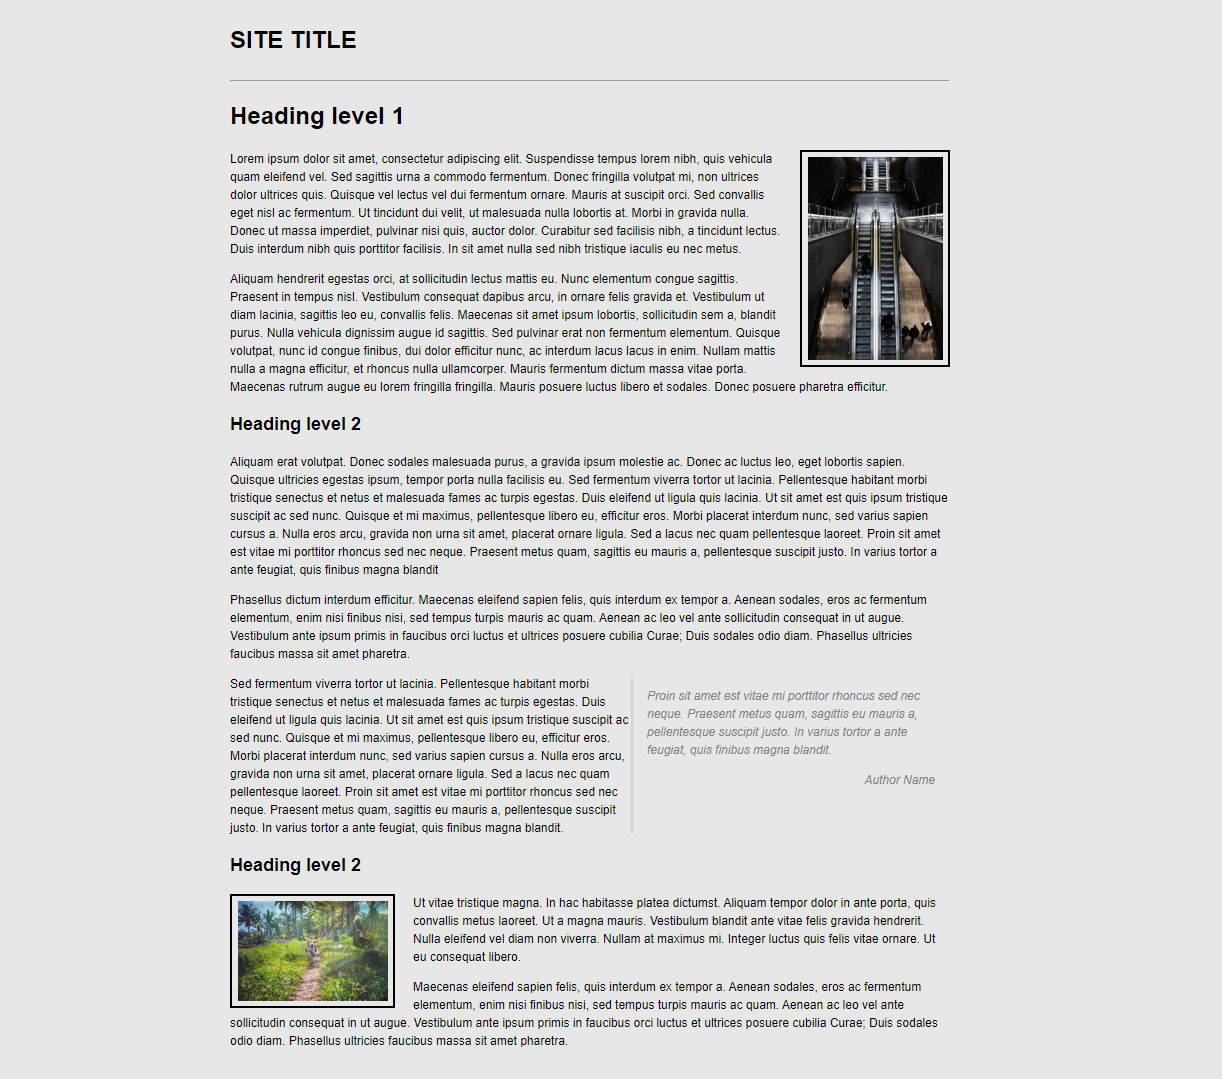 SITE TITLE
Heading level 1
Lorem ipsum dolor sit amet, consectetur adipiscing elit. Suspendisse tempus lorem nibh, quis vehicula
quam eleifend vel. Sed sagittis urna a commodo fermentum. Donec fringilla volutpat mi, non ultrices
dolor ultrices quis. Quisque vel lectus vel dui fermentum ornare. Mauris at suscipit orci. Sed convallis
eget nisl ac fermentum. Ut tincidunt dui velit, ut malesuada nulla lobortis at. Morbi in gravida nulla.
Donec ut massa imperdiet, pulvinar nisi quis, auctor dolor. Curabitur sed facilisis nibh, a tincidunt lectus.
Duis interdum nibh quis porttitor facilisis. In sit amet nulla sed nibh tristique iaculis eu nec metus.
Aliquam hendrerit egestas orci, at sollicitudin lectus mattis eu. Nunc elementum congue sagittis.
Praesent in tempus nisl. Vestibulum consequat dapibus arcu, in ornare felis gravida et. Vestibulum ut
diam lacinia, sagittis leo eu, convallis felis. Maecenas sit amet ipsum lobortis, sollicitudin sem a, blandit
purus. Nulla vehicula dignissim augue id sagittis. Sed pulvinar erat non fermentum elementum. Quisque
volutpat, nunc id congue finibus, dui dolor efficitur nunc, ac interdum lacus lacus in enim. Nullam mattis
nulla a magna efficitur, et rhoncus nulla ullamcorper. Mauris fermentum dictum massa vitae porta.
Maecenas rutrum augue eu lorem fringilla fringilla. Mauris posuere luctus libero et sodales. Donec posuere pharetra efficitur.
Heading level 2
Aliquam erat volutpat. Donec sodales malesuada purus, a gravida ipsum molestie ac. Donec ac luctus leo, eget lobortis sapien.
Quisque ultricies egestas ipsum, tempor porta nulla facilisis eu. Sed fermentum viverra tortor ut lacinia. Pellentesque habitant morbi
tristique senectus et netus et malesuada fames ac turpis egestas. Duis eleifend ut ligula quis lacinia. Ut sit amet est quis ipsum tristique
suscipit ac sed nunc. Quisque et mi maximus, pellentesque libero eu, efficitur eros. Morbi placerat interdum nunc, sed varius sapien
cursus a. Nulla eros arcu, gravida non urna sit amet, placerat ornare ligula. Sed a lacus nec quam pellentesque laoreet. Proin sit amet
est vitae mi porttitor rhoncus sed nec neque. Praesent metus quam, sagittis eu mauris a, pellentesque suscipit justo. In varius tortor a
ante feugiat, quis finibus magna blandit
Phasellus dictum interdum efficitur. Maecenas eleifend sapien felis, quis interdum ex tempor a. Aenean sodales, eros ac fermentum
elementum, enim nisi finibus nisi, sed tempus turpis mauris ac quam. Aenean ac leo vel ante sollicitudin consequat in ut augue.
Vestibulum ante ipsum primis in faucibus orci luctus et ultrices posuere cubilia Curae; Duis sodales odio diam. Phasellus ultricies
faucibus massa sit amet pharetra.
Sed fermentum viverra tortor ut lacinia. Pellentesque habitant morbi
tristique senectus et netus et malesuada fames ac turpis egestas. Duis
eleifend ut ligula quis lacinia. Ut sit amet est quis ipsum tristique suscipit ac
sed nunc. Quisque et mi maximus, pellentesque libero eu, efficitur eros.
Morbi placerat interdum nunc, sed varius sapien cursus a. Nulla eros arcu,
gravida non urna sit amet, placerat ornare ligula. Sed a lacus nec quam
pellentesque laoreet. Proin sit amet est vitae mi porttitor rhoncus sed nec
neque. Praesent metus quam, sagittis eu mauris a, pellentesque suscipit
justo. In varius tortor a ante feugiat, quis finibus magna blandit.
Proin sit amet est vitae mi porttitor rhoncus sed nec
neque. Praesent metus quam, sagittis eu mauris a,
pellentesque suscipit justo. In varius tortor a ante
feugiat, quis finibus magna blandit.
Author Name
Heading level 2
Ut vitae tristique magna. In hac habitasse platea dictumst. Aliquam tempor dolor in ante porta, quis
convallis metus laoreet. Ut a magna mauris. Vestibulum blandit ante vitae felis gravida hendrerit.
Nulla eleifend vel diam non viverra. Nullam at maximus mi. Integer luctus quis felis vitae ornare. Ut
eu consequat libero.
Maecenas eleifend sapien felis, quis interdum ex tempor a. Aenean sodales, eros ac fermentum
elementum, enim nisi finibus nisi, sed tempus turpis mauris ac quam. Aenean ac leo vel ante
sollicitudin consequat in ut augue. Vestibulum ante ipsum primis in faucibus orci luctus et ultrices posuere cubilia Curae; Duis sodales
odio diam. Phasellus ultricies faucibus massa sit amet pharetra.